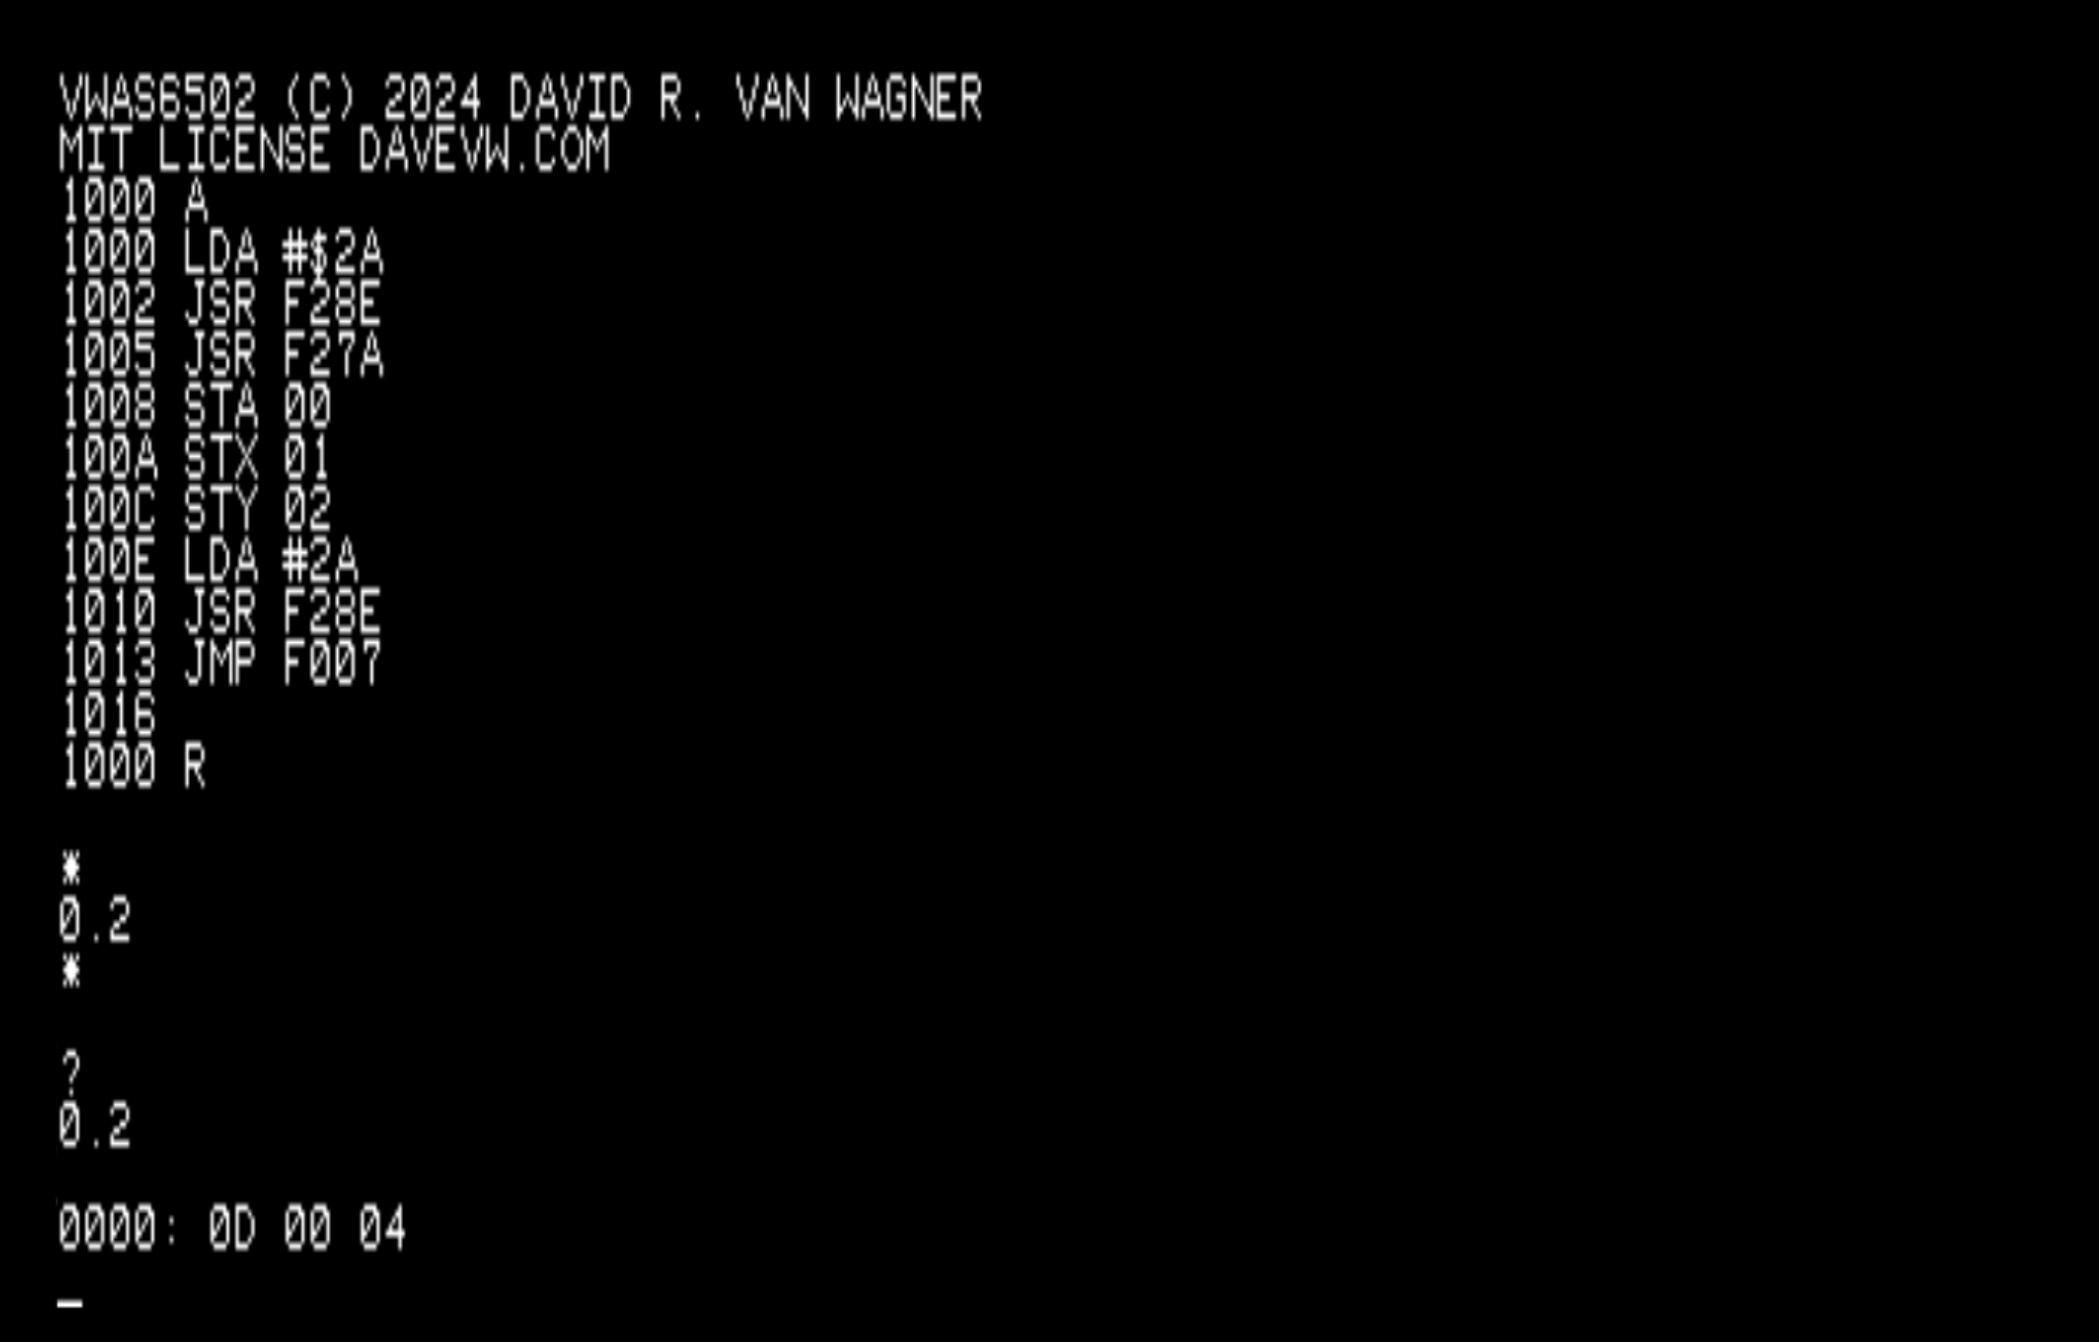 VWAS6502 (C) 2024 DAVID R. VAN WAGNER
MIT LICENSE DAVEVW.COM
1000 A
1000 LDA #$2A
1002 JSR F28E
1005 JSR F27A
1008 STA 00
100A STX 01
100C STY 02
100E LDA #2A
1010 JSR F28E
1013 JMP F007
1016
1000 R
*
0.2
*
?
0.2
0000: 0D 00 04
_